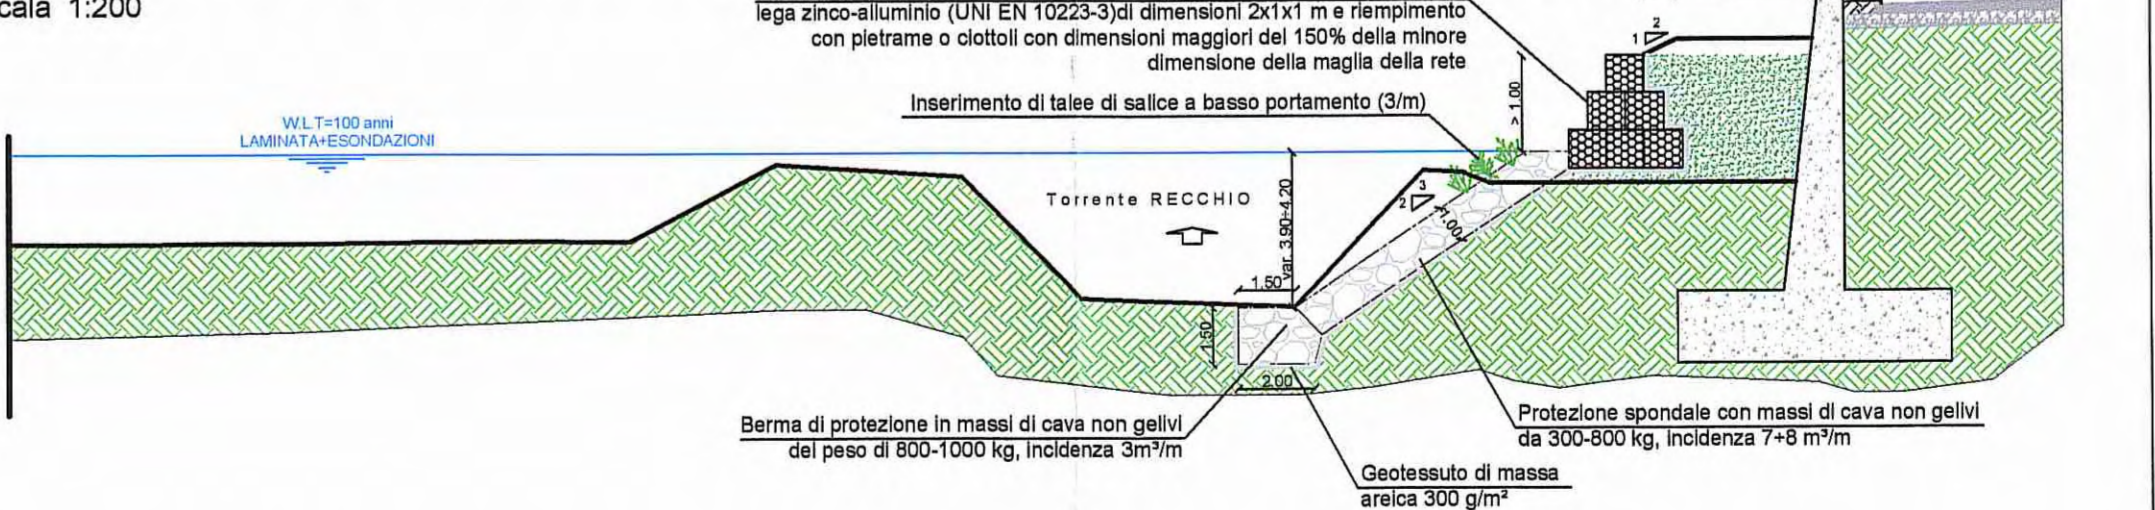 cala 1:200
lega zinco-alluminio (UNI EN 10223-3)di dimensioni 2x1x1 m e riempimento
con pietrame o ciottoli con dimensioni maggiori del 150% della minore
dimensione della maglia della rete
2
1
> 1.00
Inserimento di talee di salice a basso portamento (3/m)
W.L.T=100 anni
LAMINATA+ESONDAZIONI
Torrente RECCHIO
var. 3.90÷4.20
3
2
1.00
1.50
1.50
2.00
Berma di protezione in massi di cava non gelivi
del peso di 800-1000 kg, incidenza 3m³/m
Protezione spondale con massi di cava non gelivi
da 300-800 kg, incidenza 7÷8 m³/m
Geotessuto di massa
areica 300 g/m²